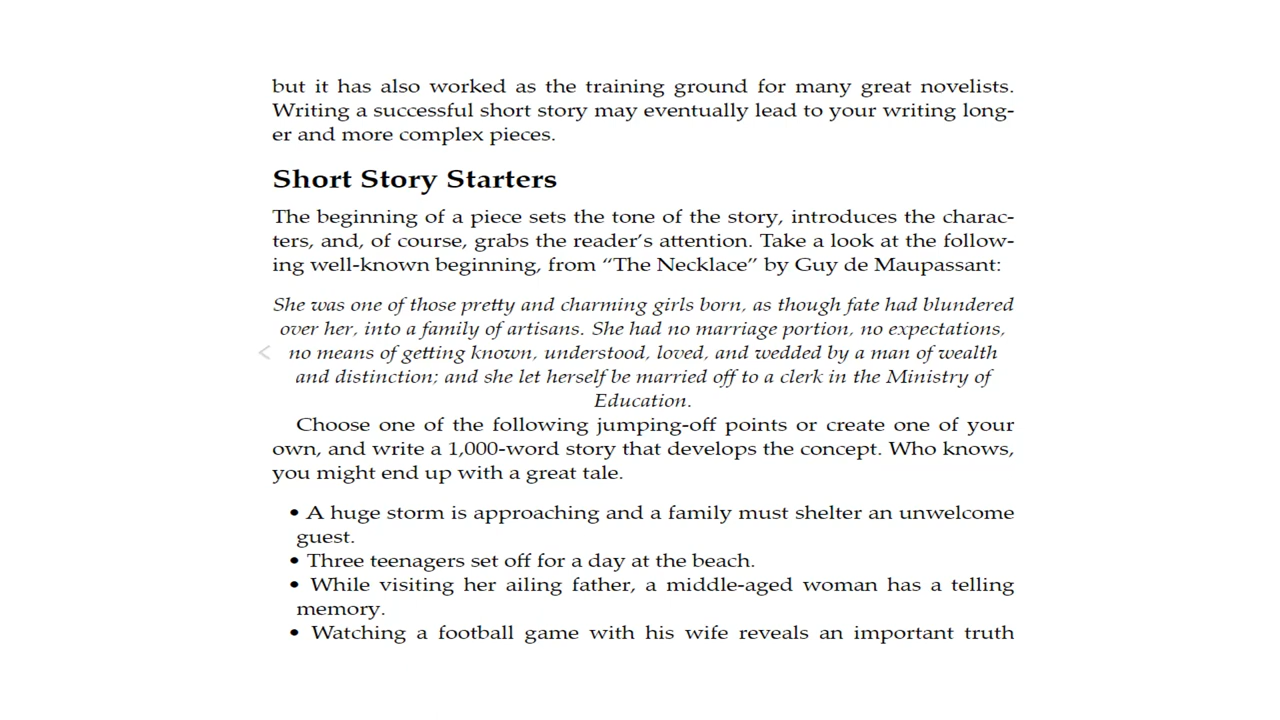 but it has also worked as the training ground for many great novelists.
Writing a successful short story may eventually lead to your writing long-
er and more complex pieces.
Short Story Starters
The beginning of a piece sets the tone of the story, introduces the charac-
ters, and, of course, grabs the reader's attention. Take a look at the follow-
ing well-known beginning, from “The Necklace” by Guy de Maupassant:
She was one of those pretty and charming girls born, as though fate had blundered
over her, into a family of artisans. She had no marriage portion, no expectations,
< no means of getting known, understood, loved, and wedded by a man of wealth
and distinction; and she let herself be married off to a clerk in the Ministry of
Education.
Choose one of the following jumping-off points or create one of your
own, and write a 1,000-word story that develops the concept. Who knows,
you might end up with a great tale.
• A huge storm is approaching and a family must shelter an unwelcome
guest.
• Three teenagers set off for a day at the beach.
• While visiting her ailing father, a middle-aged woman has a telling
memory.
• Watching a football game with his wife reveals an important truth